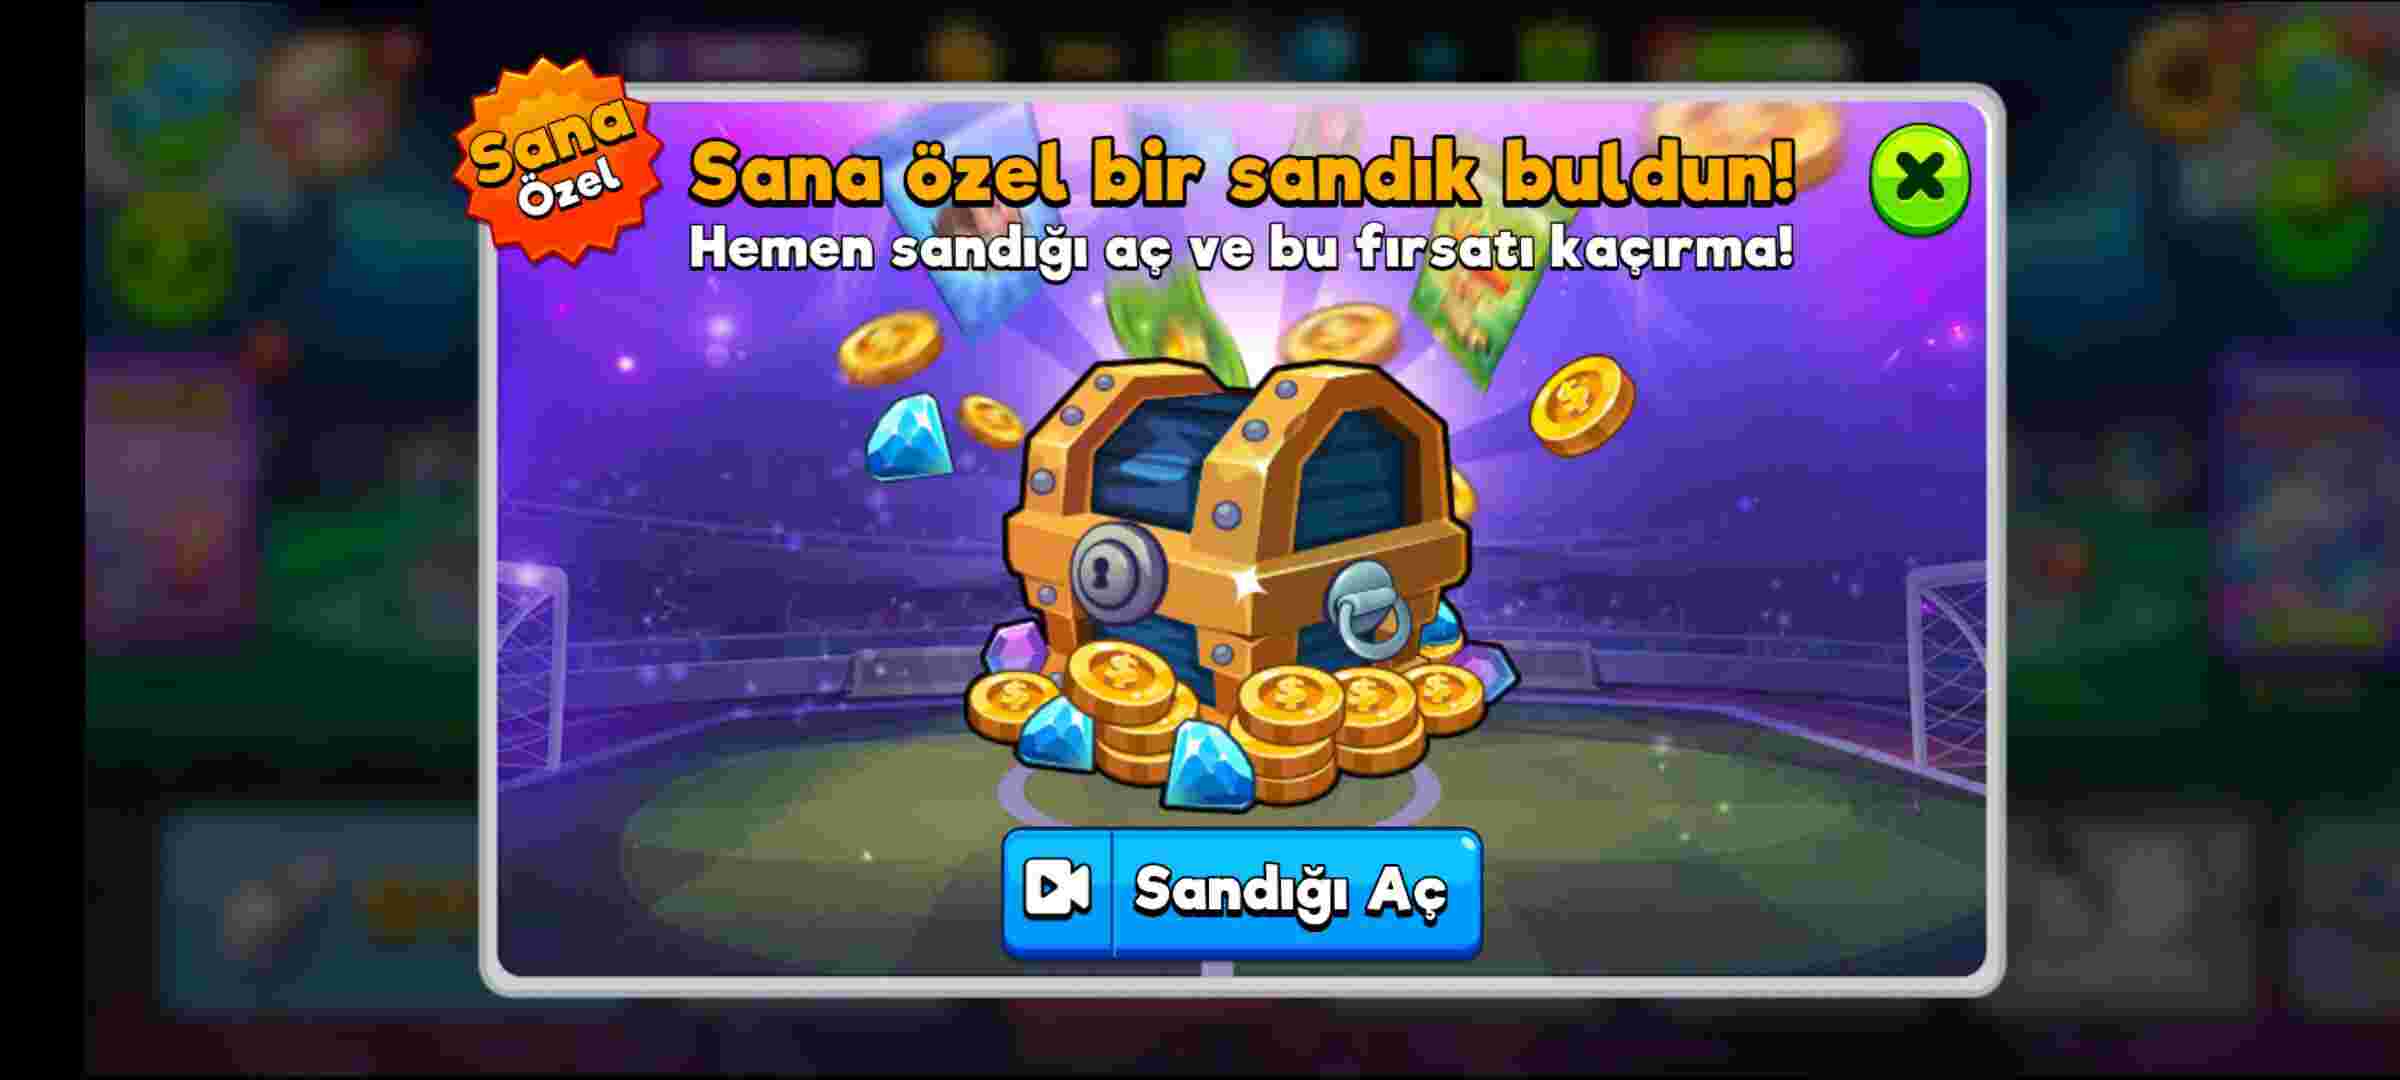 Sana
Özel
Sana özel bir sandık buldun!
Hemen sandığı aç ve bu fırsatı kaçırma!
Sandığı Aç